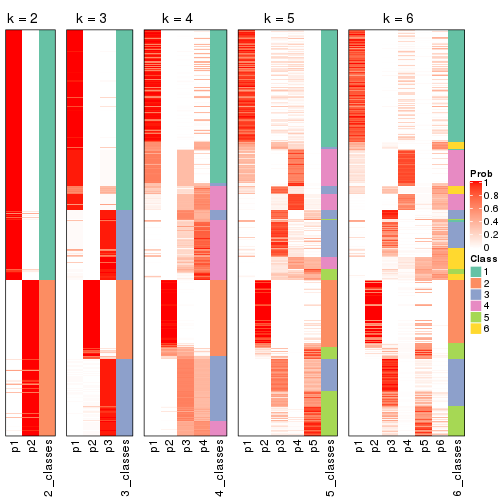 k = 2
k = 3
k = 4
k = 5
k = 6
p1
p2
2_classes
p1
p2
p3
3_classes
p1
p2
p3
p4
4_classes
p1
p2
p3
p4
p5
5_classes
p1
p2
p3
p4
p5
p6
6_classes
Prob
1
0.8
0.6
0.4
0.2
0
Class
1
2
3
4
5
6